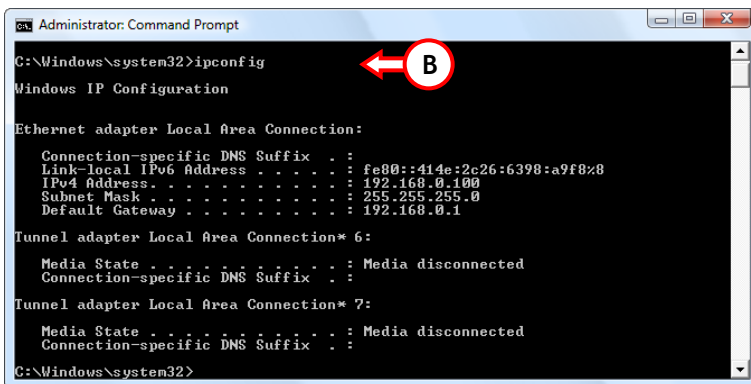 Administrator: Command Prompt
C:\Windows\system32>ipconfig
B
Windows IP Configuration
Ethernet adapter Local Area Connection:
Connection-specific DNS Suffix . :
Link-local IPv6 Address . . . . . : fe80::414e:2c26:6398:a9f8%8
IPv4 Address. . . . . . . . . . . : 192.168.0.100
Subnet Mask . . . . . . . . . . . : 255.255.255.0
Default Gateway . . . . . . . . . : 192.168.0.1
Tunnel adapter Local Area Connection* 6:
Media State . . . . . . . . . . . : Media disconnected
Connection-specific DNS Suffix . :
Tunnel adapter Local Area Connection* 7:
Media State . . . . . . . . . . . : Media disconnected
Connection-specific DNS Suffix . :
C:\Windows\system32>